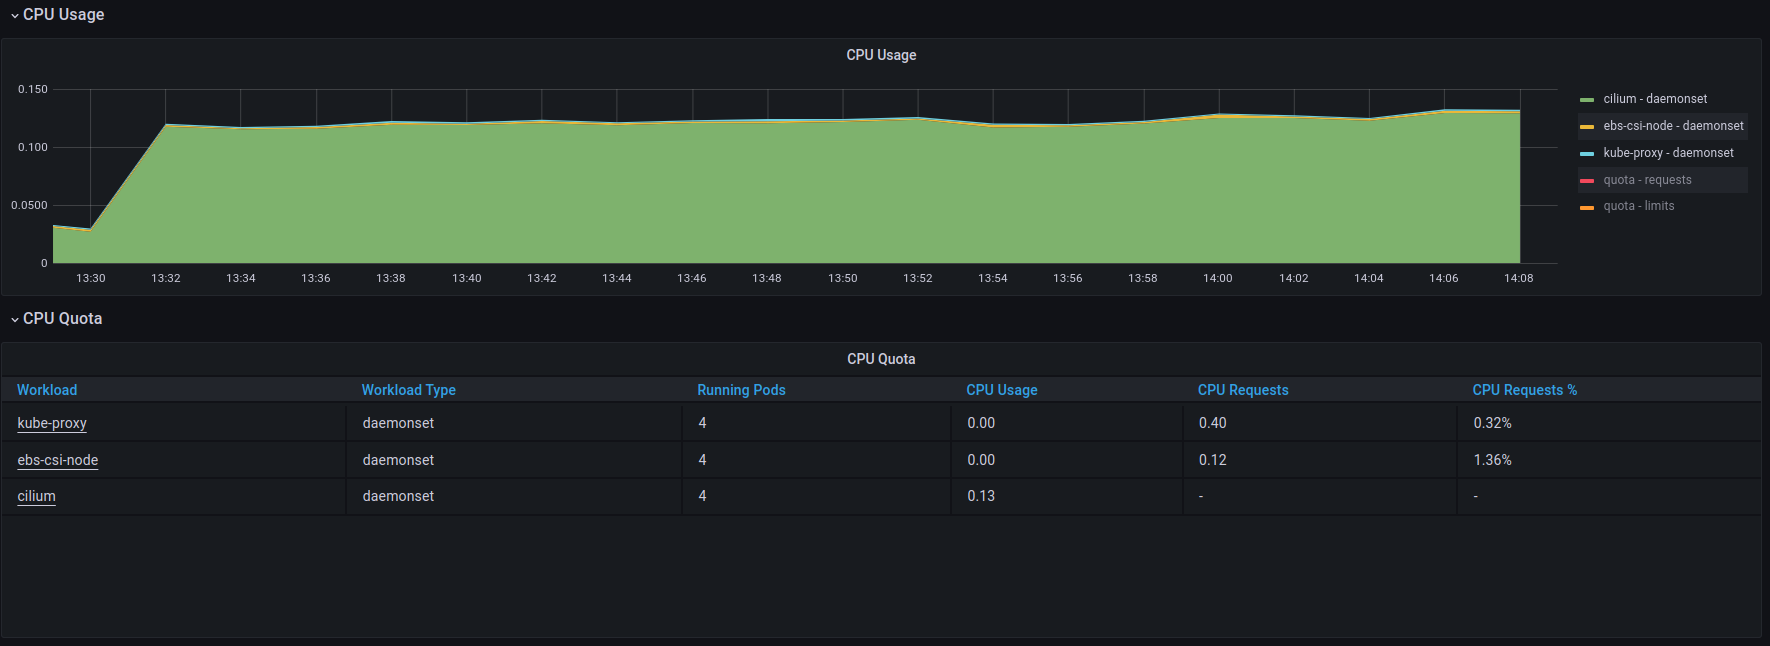 CPU Usage
CPU Usage
0.150
0.100
0.0500
0
13:30 13:32 13:34 13:36 13:38 13:40 13:42 13:44 13:46 13:48 13:50 13:52 13:54 13:56 13:58 14:00 14:02 14:04 14:06 14:08
cilium - daemonset
ebs-csi-node - daemonset
kube-proxy - daemonset
quota - requests
quota - limits
CPU Quota
CPU Quota
Workload Workload Type Running Pods CPU Usage CPU Requests CPU Requests %
kube-proxy daemonset 4 0.00 0.40 0.32%
ebs-csi-node daemonset 4 0.00 0.12 1.36%
cilium daemonset 4 0.13 - -